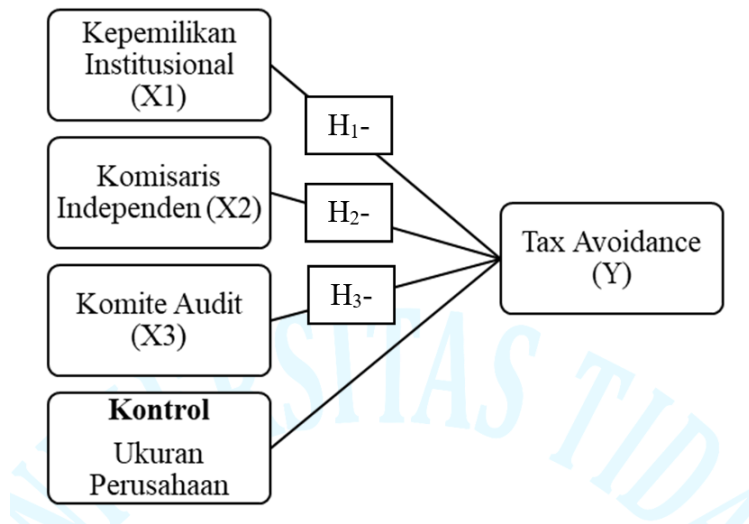 Kepemilikan
Institusional
(X1)
H₁-
Komisaris
Independen (X2)
H₂-
Tax Avoidance
(Y)
Komite Audit
(X3)
H₃-
Kontrol
Ukuran
Perusahaan